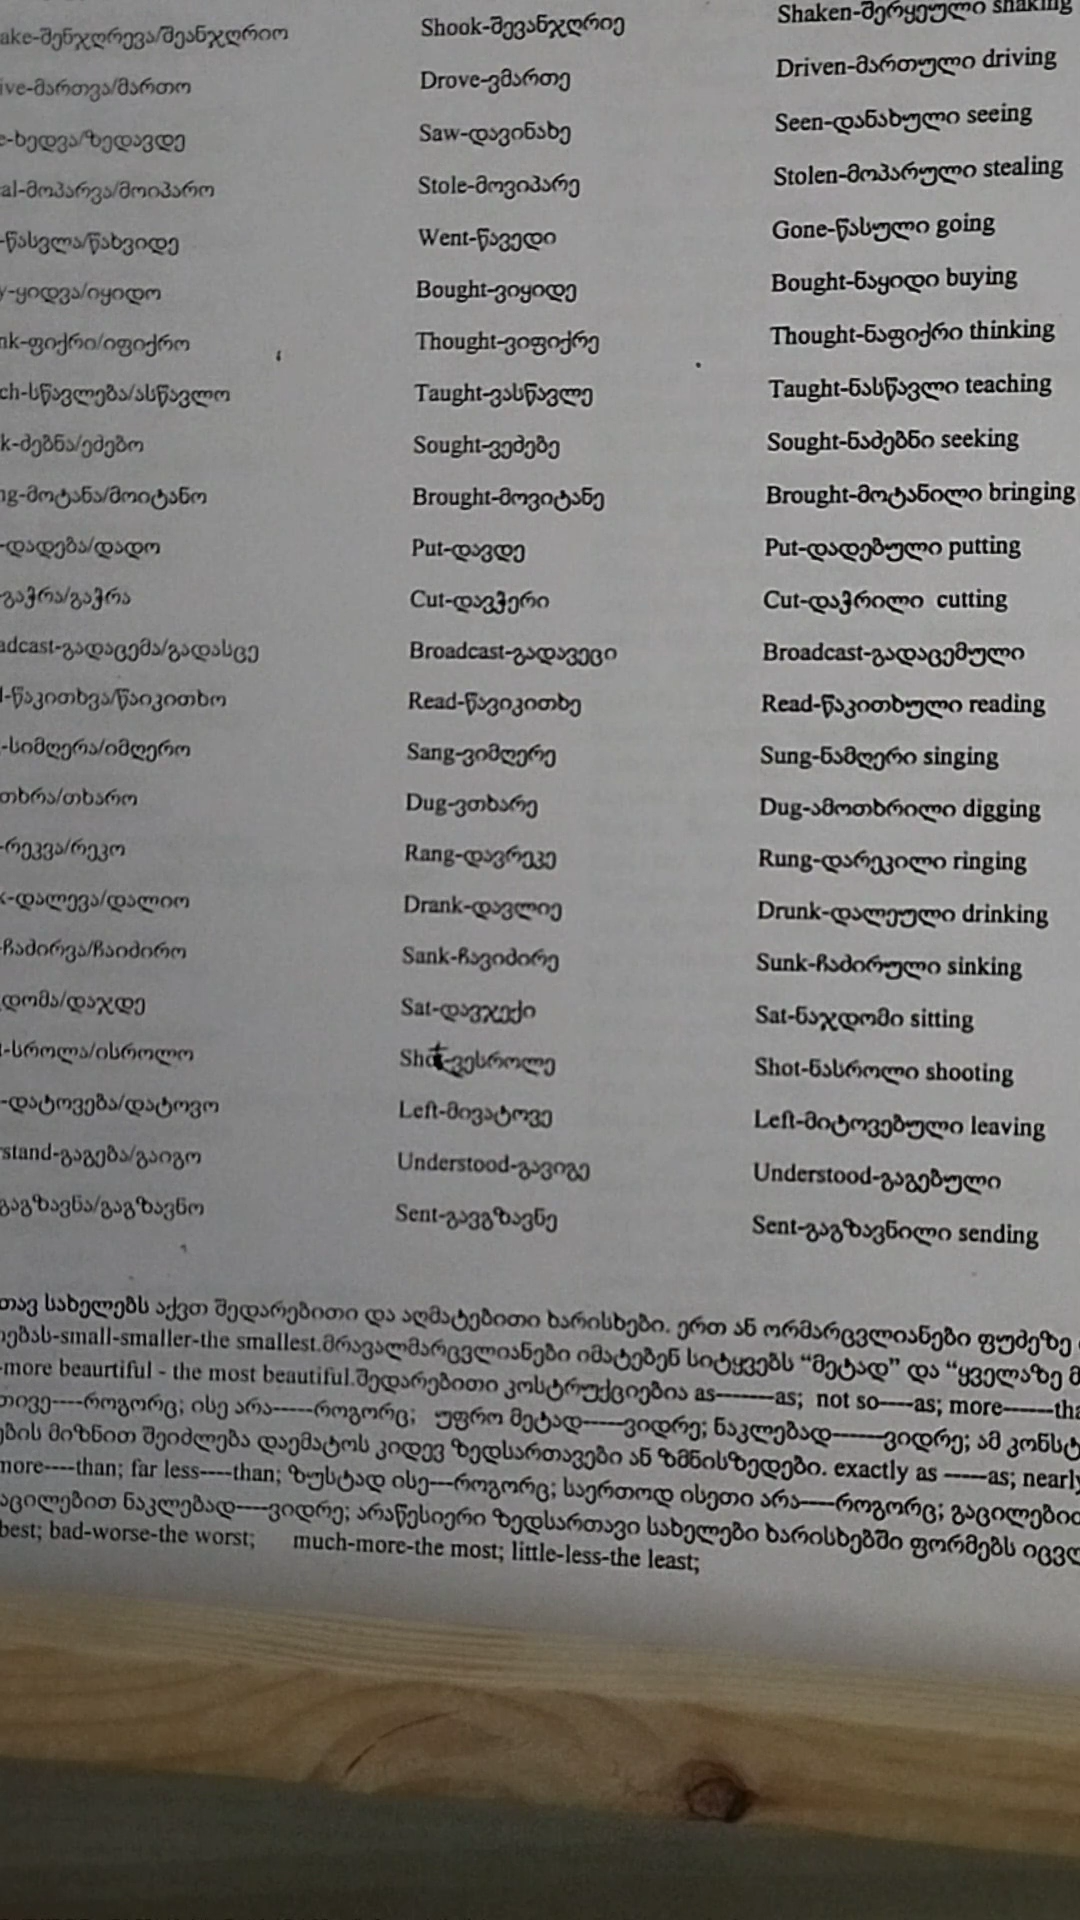 ake-შენჯღრევა/შეანჯღრიო Shook-შევანჯღრიე Shaken-შერყეული shaking
ive-მართვა/მართო Drove-ვმართე Driven-მართული driving
e-ხედვა/ზედავდე Saw-დავინახე Seen-დანახული seeing
al-მოპარვა/მოიპარო Stole-მოვიპარე Stolen-მოპარული stealing
-წასვლა/წახვიდე Went-წავედი Gone-წასული going
y-ყიდვა/იყიდო Bought-ვიყიდე Bought-ნაყიდი buying
nk-ფიქრი/იფიქრო Thought-ვიფიქრე Thought-ნაფიქრი thinking
ch-სწავლება/ასწავლო Taught-ვასწავლე Taught-ნასწავლი teaching
k-ძებნა/ეძებო Sought-ვეძებე Sought-ნაძებნი seeking
ng-მოტანა/მოიტანო Brought-მოვიტანე Brought-მოტანილი bringing
-დადება/დადო Put-დავდე Put-დადებული putting
-გაჭრა/გაჭრა Cut-დავჭერი Cut-დაჭრილი cutting
adcast-გადაცემა/გადასცე Broadcast-გადავეცი Broadcast-გადაცემული
l-წაკითხვა/წაიკითხო Read-წავიკითხე Read-წაკითხული reading
-სიმღერა/იმღერო Sang-ვიმღერე Sung-ნამღერი singing
თხრა/თხარო Dug-ვთხარე Dug-ამოთხრილი digging
-რეკვა/რეკო Rang-დავრეკე Rung-დარეკილი ringing
k-დალევა/დალიო Drank-დავლიე Drunk-დალეული drinking
-ჩაძირვა/ჩაიძირო Sank-ჩავიძირე Sunk-ჩაძირული sinking
დომა/დაჯდე Sat-დავჯექი Sat-ნაჯდომი sitting
t-სროლა/ისროლო Shot-ვესროლე Shot-ნასროლი shooting
-დატოვება/დატოვო Left-მივატოვე Left-მიტოვებული leaving
rstand-გაგება/გაიგო Understood-გავიგე Understood-გაგებული
გაგზავნა/გაგზავნო Sent-გავგზავნე Sent-გაგზავნილი sending
თავ სახელებს აქვთ შედარებითი და აღმატებითი ხარისხები. ერთ ან ორმარცვლიანები ფუძეზე
ებას-small-smaller-the smallest.მრავალმარცვლიანები იმატებენ სიტყვებს “მეტად” და “ყველაზე მ
-more beaurtiful - the most beautiful.შედარებითი კოსტრუქციებია as-------as; not so----as; more------tha
თივე----როგორც; ისე არა-----როგორც; უფრო მეტად-----ვიდრე; ნაკლებად------ვიდრე; ამ კონსტ
ების მიზნით შეიძლება დაემატოს კიდევ ზედსართავები ან ზმნისზედები. exactly as -----as; nearly
more----than; far less----than; ზუსტად ისე---როგორც; საერთოდ ისეთი არა----როგორც; გაცილებით
აცილებით ნაკლებად----ვიდრე; არაწესიერი ზედსართავი სახელები ხარისხებში ფორმებს იცვლ
best; bad-worse-the worst; much-more-the most; little-less-the least;